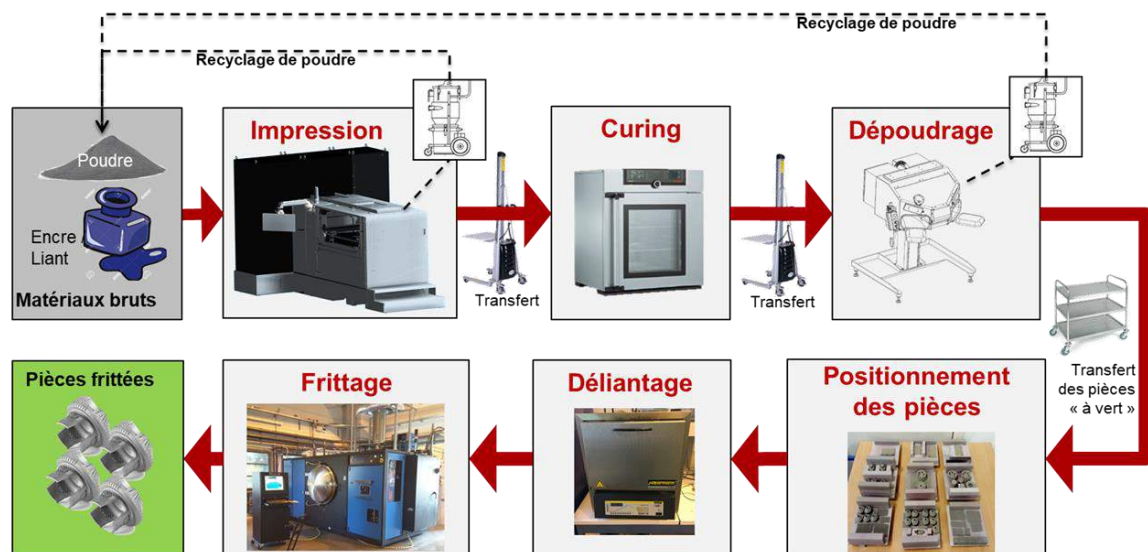 Recyclage de poudre
Recyclage de poudre
Poudre
Encre
Liant
Matériaux bruts
Impression
Transfert
Curing
Transfert
Dépoudrage
Transfert
des pièces
« à vert »
Positionnement
des pièces
Déliantage
Frittage
Pièces frittées